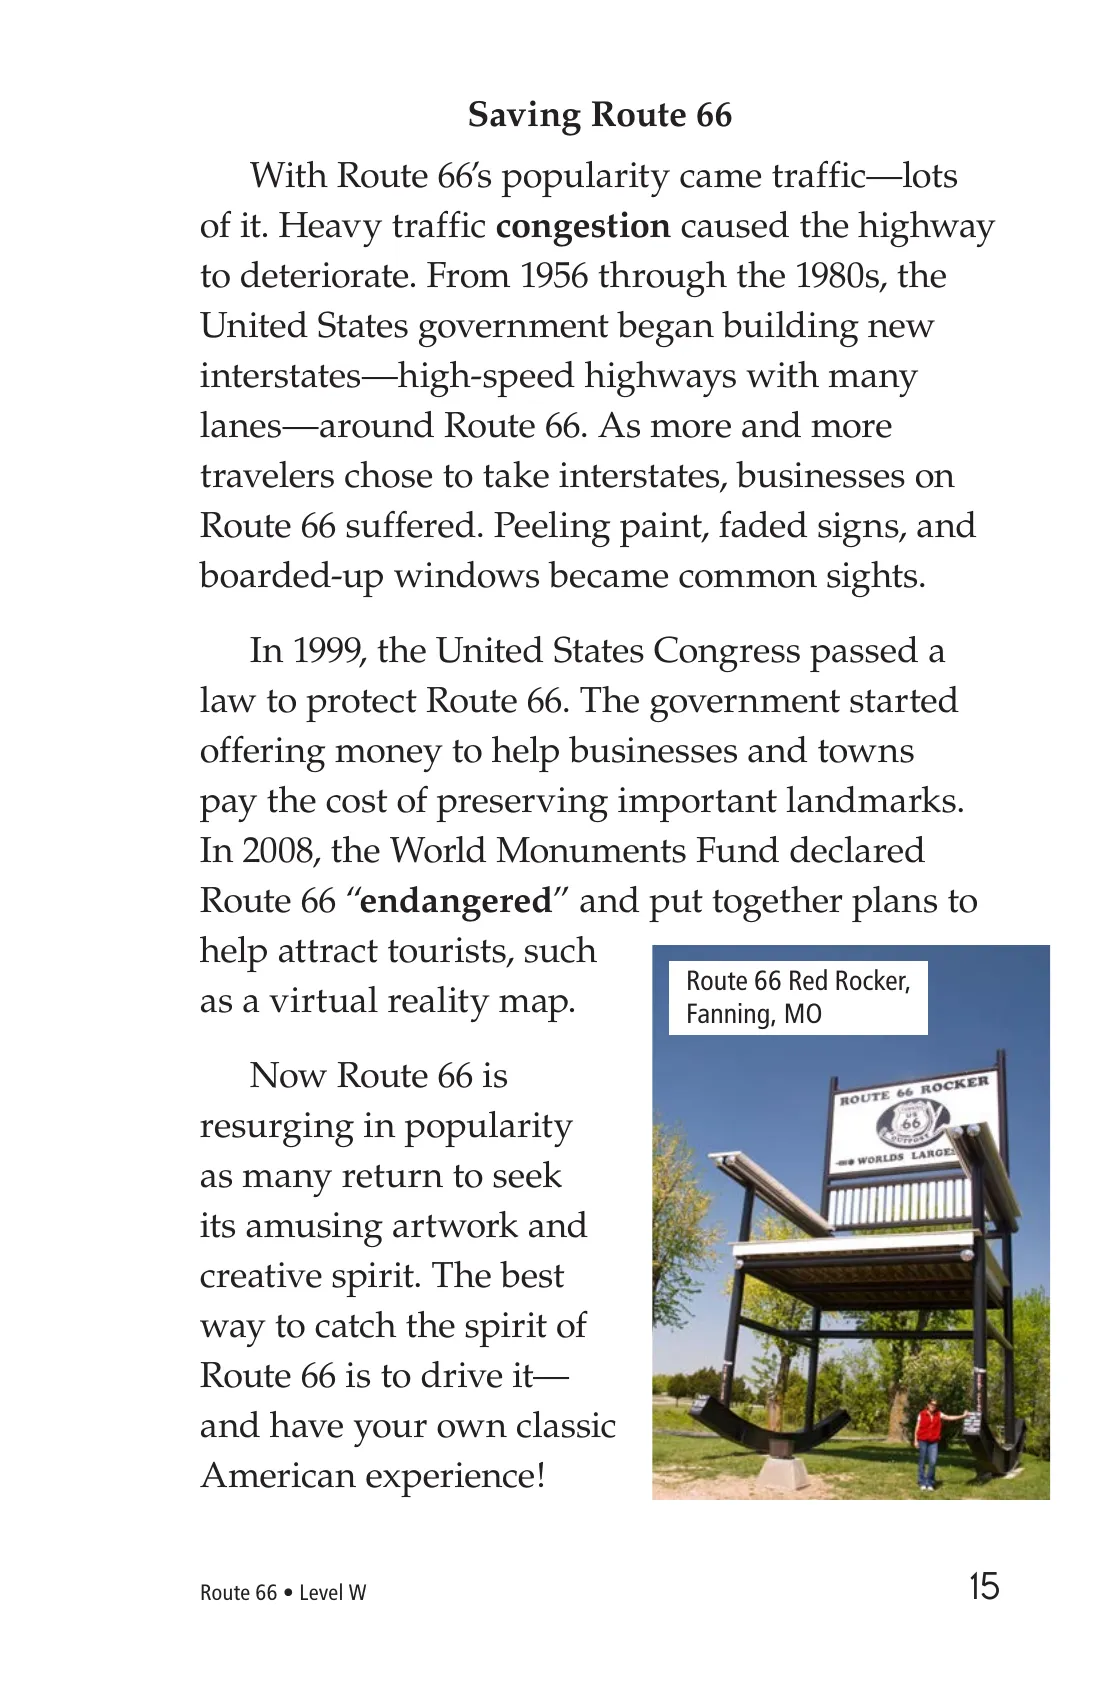 Saving Route 66
With Route 66's popularity came traffic—lots
of it. Heavy traffic congestion caused the highway
to deteriorate. From 1956 through the 1980s, the
United States government began building new
interstates—high-speed highways with many
lanes—around Route 66. As more and more
travelers chose to take interstates, businesses on
Route 66 suffered. Peeling paint, faded signs, and
boarded-up windows became common sights.
In 1999, the United States Congress passed a
law to protect Route 66. The government started
offering money to help businesses and towns
pay the cost of preserving important landmarks.
In 2008, the World Monuments Fund declared
Route 66 “endangered” and put together plans to
help attract tourists, such
as a virtual reality map.
Now Route 66 is
resurging in popularity
as many return to seek
its amusing artwork and
creative spirit. The best
way to catch the spirit of
Route 66 is to drive it—
and have your own classic
American experience!
Route 66 Red Rocker,
Fanning, MO
ROUTE 66 ROCKER
US
66
OUTPOST
WORLDS LARGES
Route 66 • Level W
15